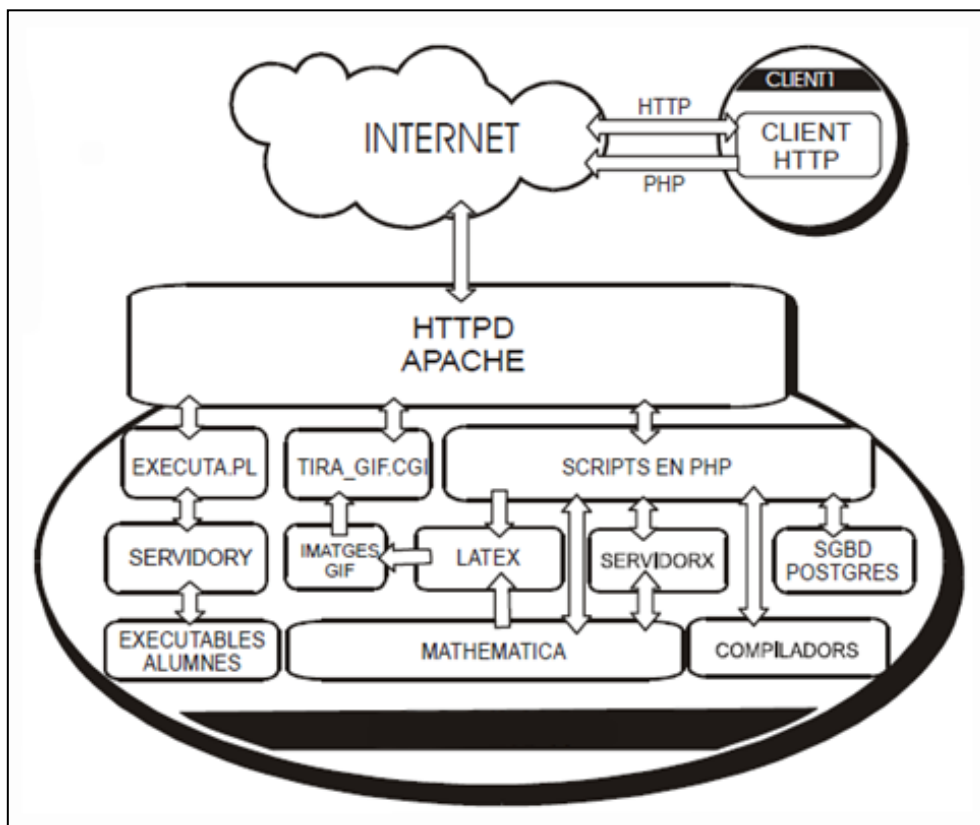 CLIENT1
HTTP
INTERNET
CLIENT
HTTP
PHP
HTTPD
APACHE
EXECUTA.PL
TIRA_GIF.CGI
SCRIPTS EN PHP
SERVIDORY
IMATGES
GIF
LATEX
SERVIDORX
SGBD
POSTGRES
EXECUTABLES
ALUMNES
MATHEMATICA
COMPILADORS